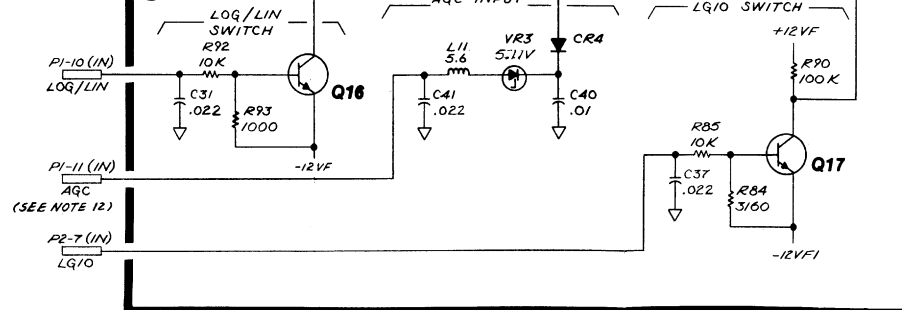 LOG/LIN
SWITCH
AGC INPUT
LG10 SWITCH
P1-10 (IN)
LOG/LIN
R92
10K
C31
.022
R93
1000
Q16
-12VF
L11
5.6
VR3
5.11V
CR4
C41
.022
C40
.01
+12VF
R90
100K
P1-11 (IN)
AGC
(SEE NOTE 12)
R85
10K
C37
.022
R84
3160
Q17
-12VF1
P2-7 (IN)
LG10